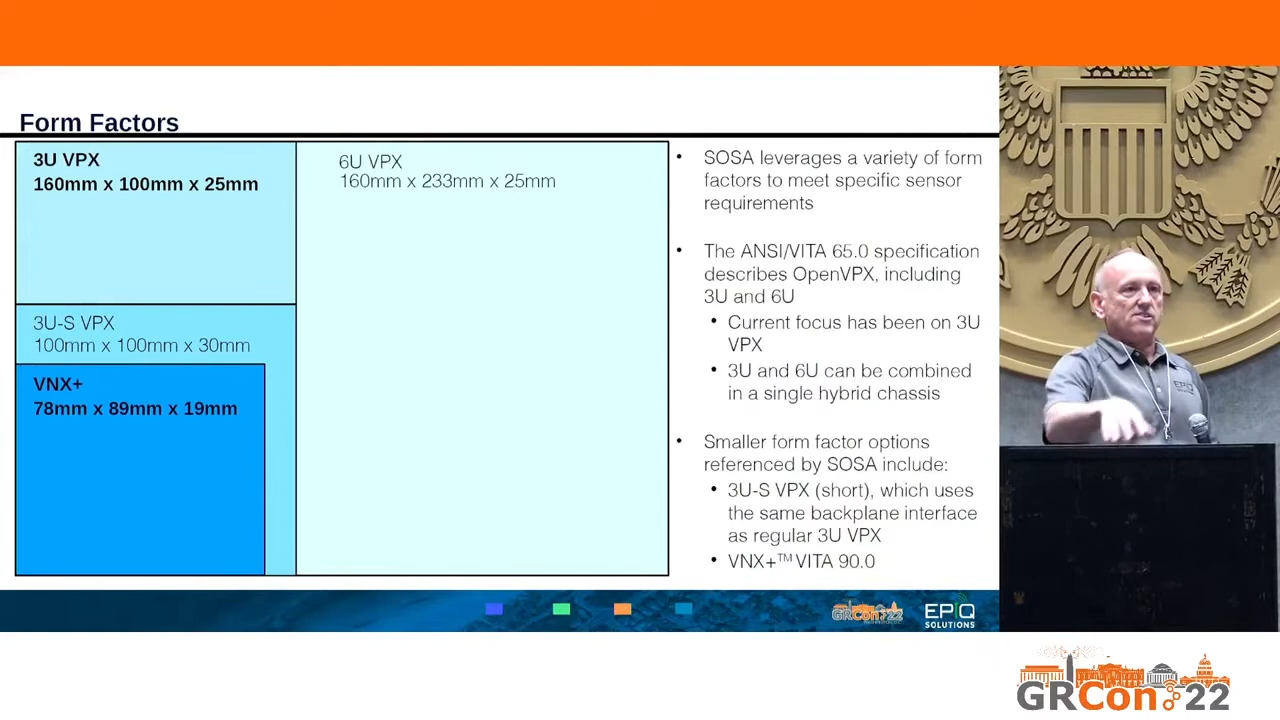 Form Factors
3U VPX
160mm x 100mm x 25mm
6U VPX
160mm x 233mm x 25mm
3U-S VPX
100mm x 100mm x 30mm
VNX+
78mm x 89mm x 19mm
• SOSA leverages a variety of form
factors to meet specific sensor
requirements
• The ANSI/VITA 65.0 specification
describes OpenVPX, including
3U and 6U
• Current focus has been on 3U
VPX
• 3U and 6U can be combined
in a single hybrid chassis
• Smaller form factor options
referenced by SOSA include:
• 3U-S VPX (short), which uses
the same backplane interface
as regular 3U VPX
• VNX+™ VITA 90.0
GRCon 22
EPIQ
SOLUTIONS
EPIQ
GRCon 22